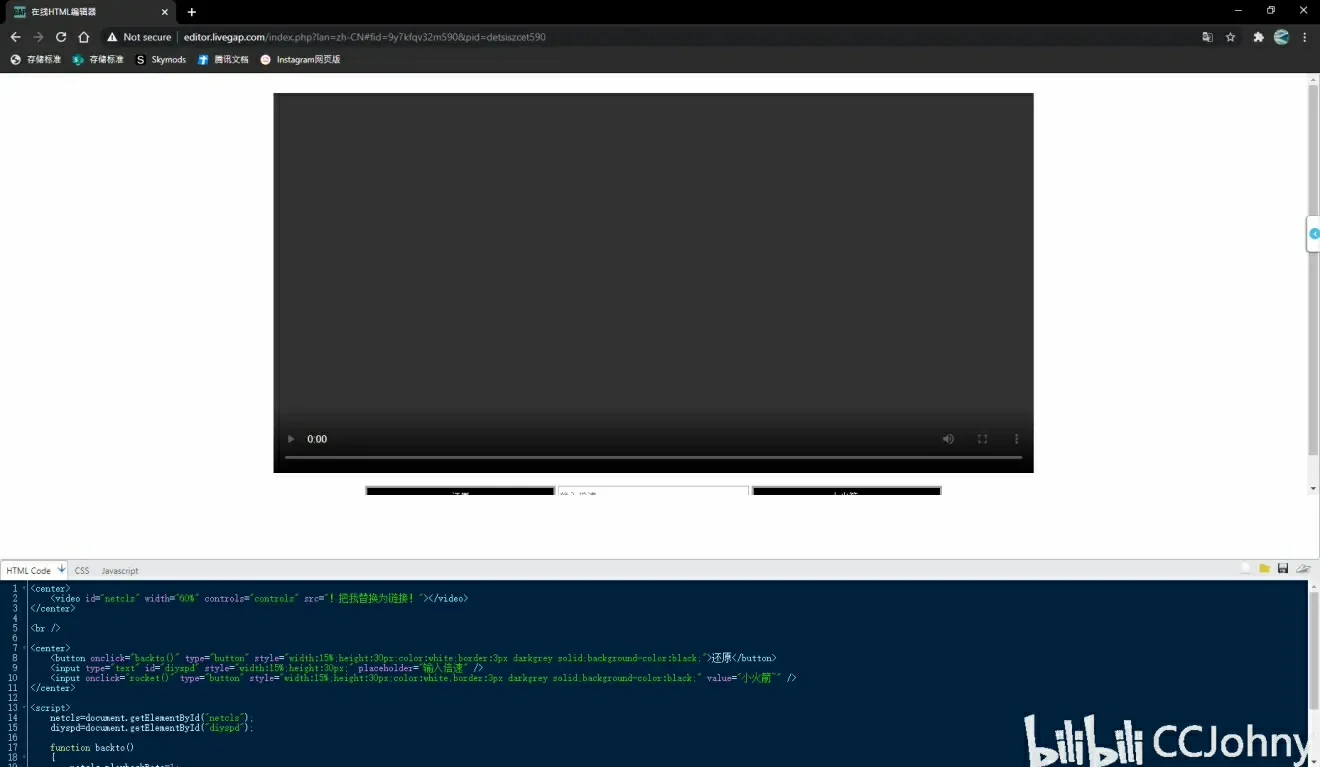 在线HTML编辑器
Not secure
editor.livegap.com/index.php?lan=zh-CN#fid=9y7kfqv32m590&pid=detsiszcet590
存储标准 存储标准 Skymods 腾讯文档 Instagram网页版
0:00
HTML Code CSS Javascript
1 <center>
2 <video id="netcls" width="60%" controls="controls" src="！把我替换为链接！"></video>
3 </center>
4
5 <br />
6
7 <center>
8 <button onclick="backto()" type="button" style="width:15%;height:30px;color:white;border:3px darkgrey solid;background-color:black;">还原</button>
9 <input type="text" id="diyspd" style="width:15%;height:30px;" placeholder="输入倍速" />
10 <input onclick="rocket()" type="button" style="width:15%;height:30px;color:white;border:3px darkgrey solid;background-color:black;" value="小火箭~" />
11 </center>
12
13 <script>
14 netcls=document.getElementById("netcls");
15 diyspd=document.getElementById("diyspd");
16
17 function backto()
18 {
bilibili CCJohny